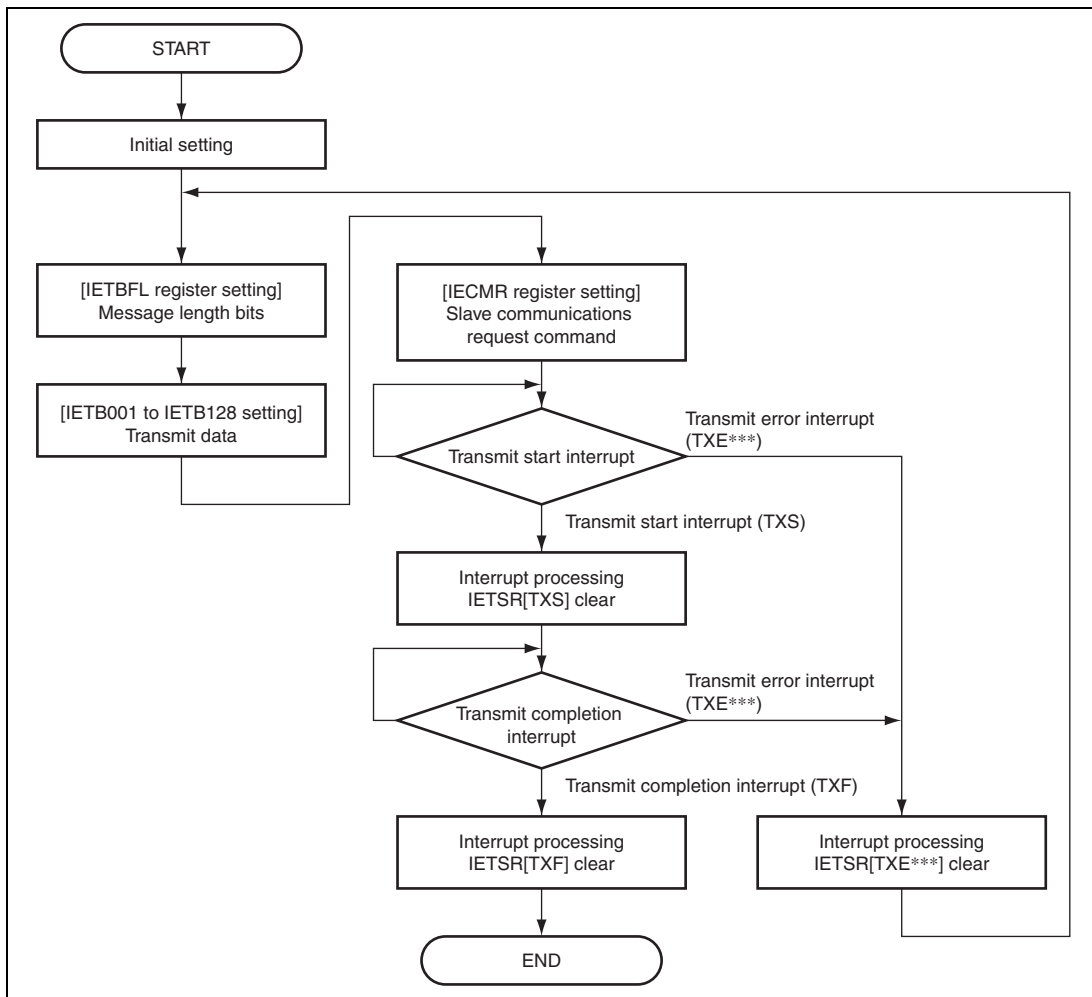 START
Initial setting
[IETBFL register setting]
Message length bits
[IETB001 to IETB128 setting]
Transmit data
[IECMR register setting]
Slave communications
request command
Transmit start interrupt
Transmit error interrupt
(TXE***)
Transmit start interrupt (TXS)
Interrupt processing
IETSR[TXS] clear
Transmit completion
interrupt
Transmit error interrupt
(TXE***)
Transmit completion interrupt (TXF)
Interrupt processing
IETSR[TXF] clear
Interrupt processing
IETSR[TXE***] clear
END